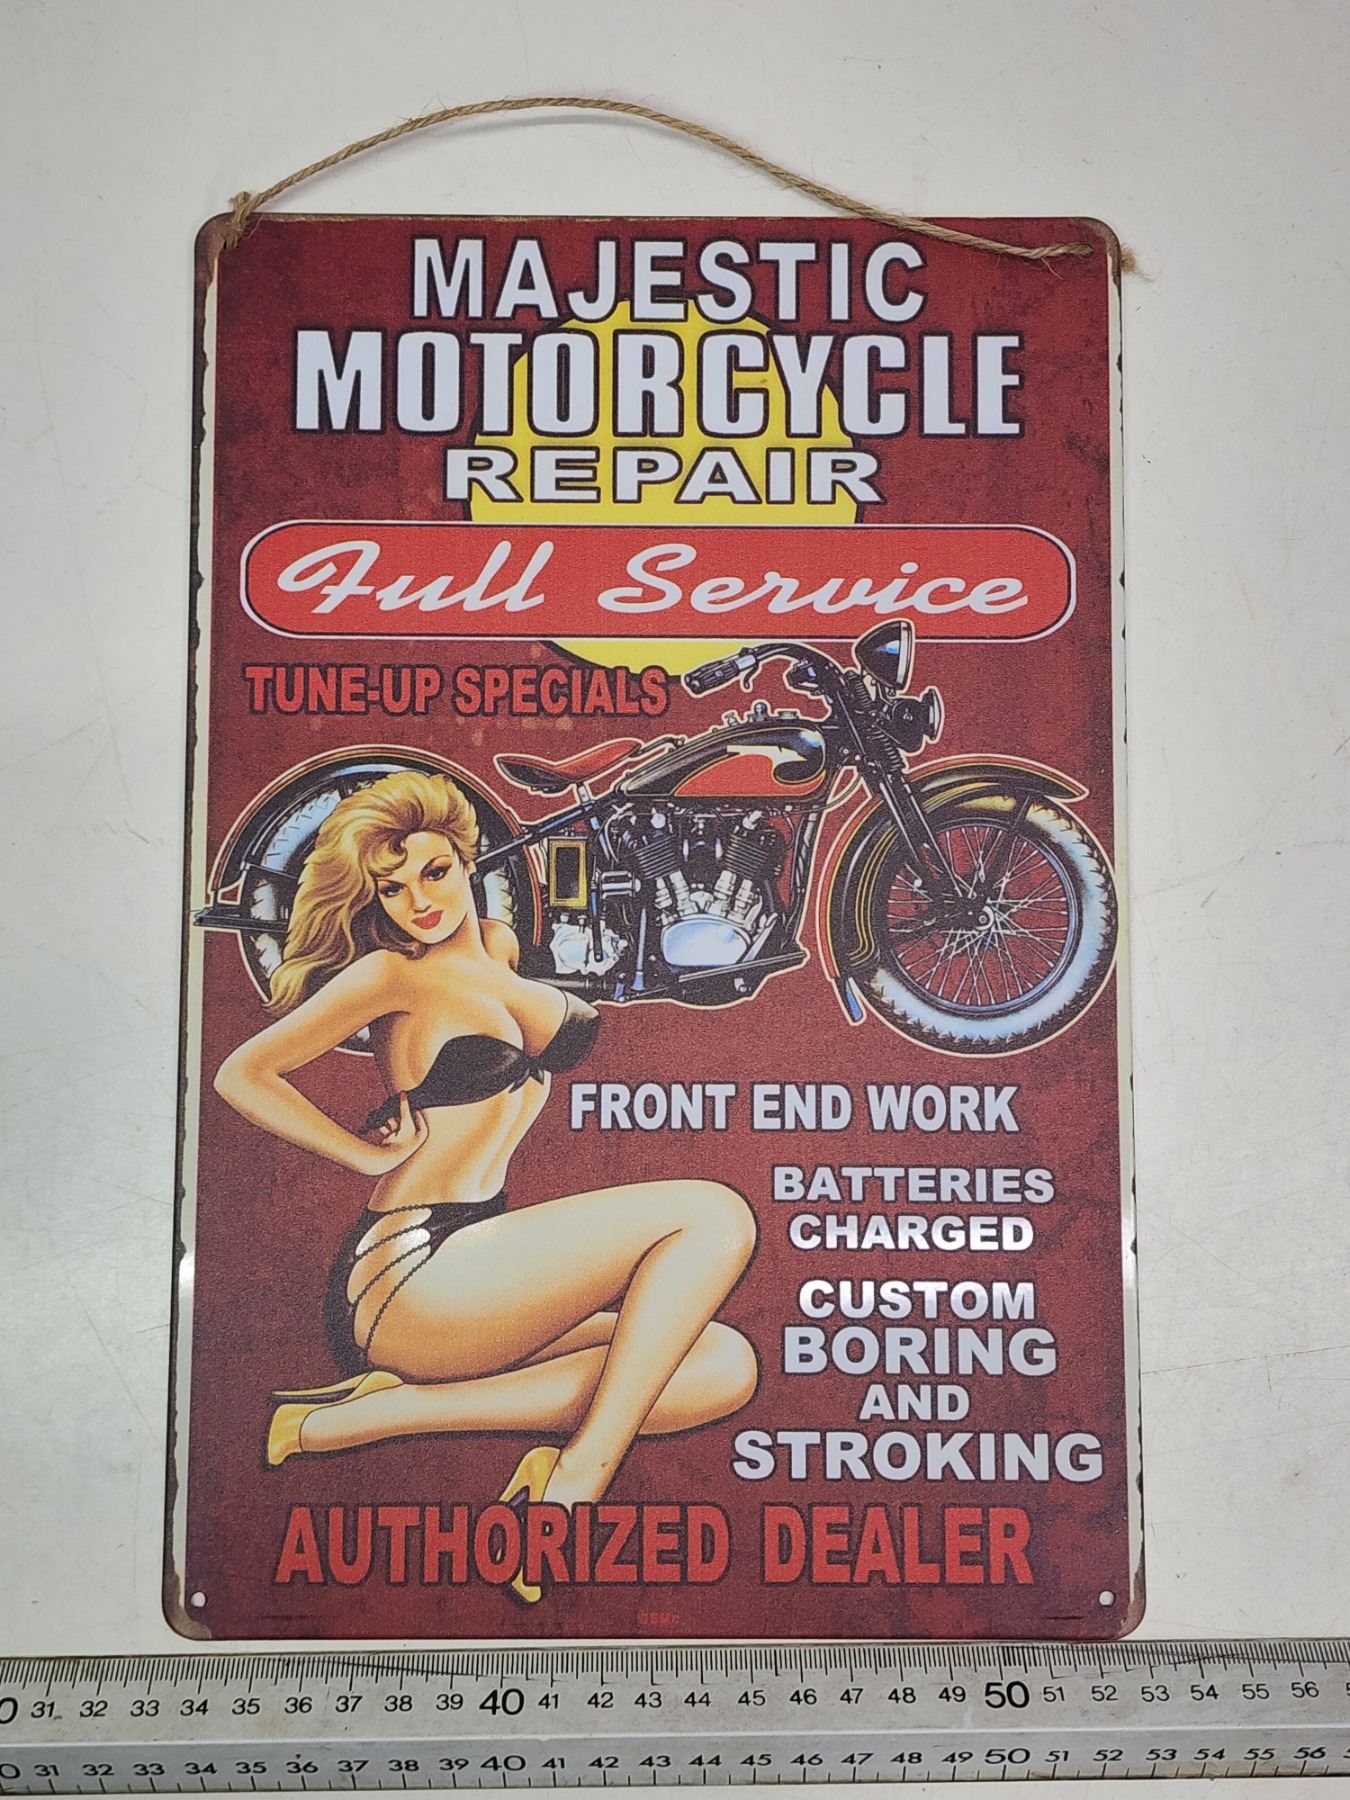 MAJESTIC
MOTORCYCLE
REPAIR
Full Service
TUNE-UP SPECIALS
FRONT END WORK
BATTERIES
CHARGED
CUSTOM
BORING
AND
STROKING
AUTHORIZED DEALER
31 32 33 34 35 36 37 38 39 40 41 42 43 44 45 46 47 48 49 50 51 52 53 54 55 56
31 32 33 34 35 36 37 38 39 40 41 42 43 44 45 46 47 48 49 50 51 52 53 54 55 56